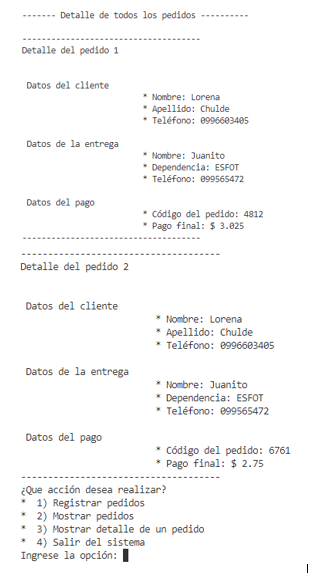 ------- Detalle de todos los pedidos ----------
------------------------------------
Detalle del pedido 1
Datos del cliente
* Nombre: Lorena
* Apellido: Chulde
* Teléfono: 0996603405
Datos de la entrega
* Nombre: Juanito
* Dependencia: ESFOT
* Teléfono: 099565472
Datos del pago
* Código del pedido: 4812
* Pago final: $ 3.025
------------------------------------
------------------------------------
Detalle del pedido 2
Datos del cliente
* Nombre: Lorena
* Apellido: Chulde
* Teléfono: 0996603405
Datos de la entrega
* Nombre: Juanito
* Dependencia: ESFOT
* Teléfono: 099565472
Datos del pago
* Código del pedido: 6761
* Pago final: $ 2.75
------------------------------------
¿Que acción desea realizar?
*  1) Registrar pedidos
*  2) Mostrar pedidos
*  3) Mostrar detalle de un pedido
*  4) Salir del sistema
Ingrese la opción: